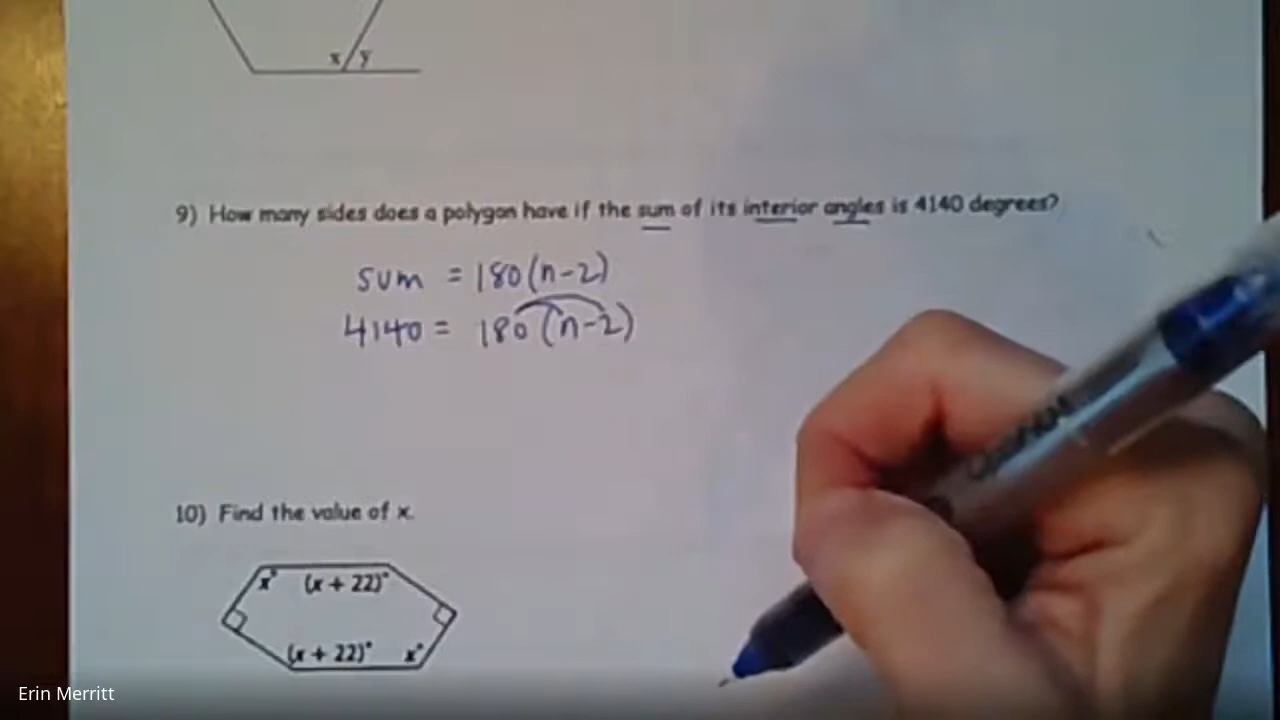 x y
9) How many sides does a polygon have if the sum of its interior angles is 4140 degrees?
sum = 180(n-2)
4140 = 180(n-2)
10) Find the value of x.
x° (x + 22)°
(x + 22)° x°
Erin Merritt